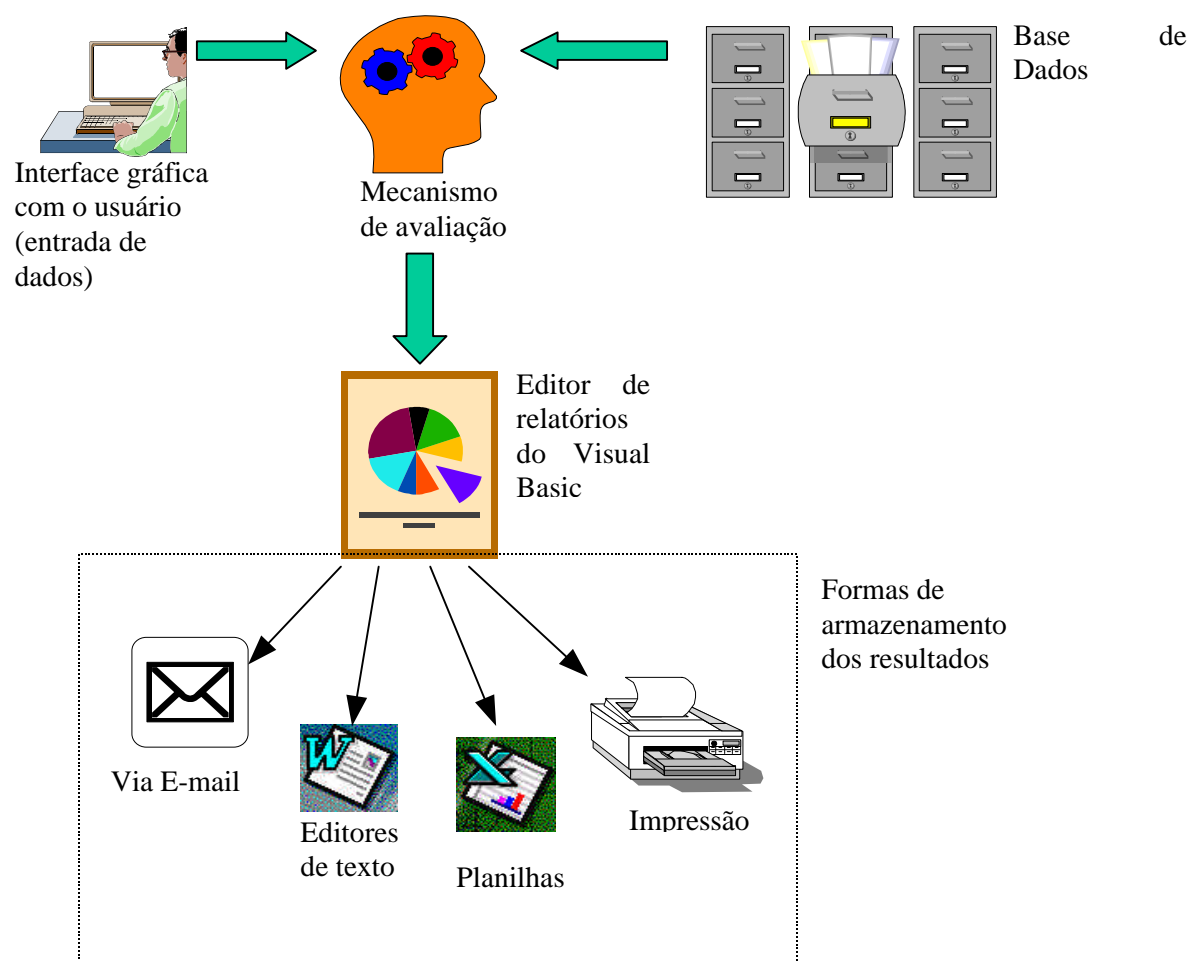 Base de
Dados
Interface gráfica
com o usuário
(entrada de
dados)
Mecanismo
de avaliação
Editor de
relatórios
do Visual
Basic
Formas de
armazenamento
dos resultados
Via E-mail
Editores
de texto
Planilhas
Impressão